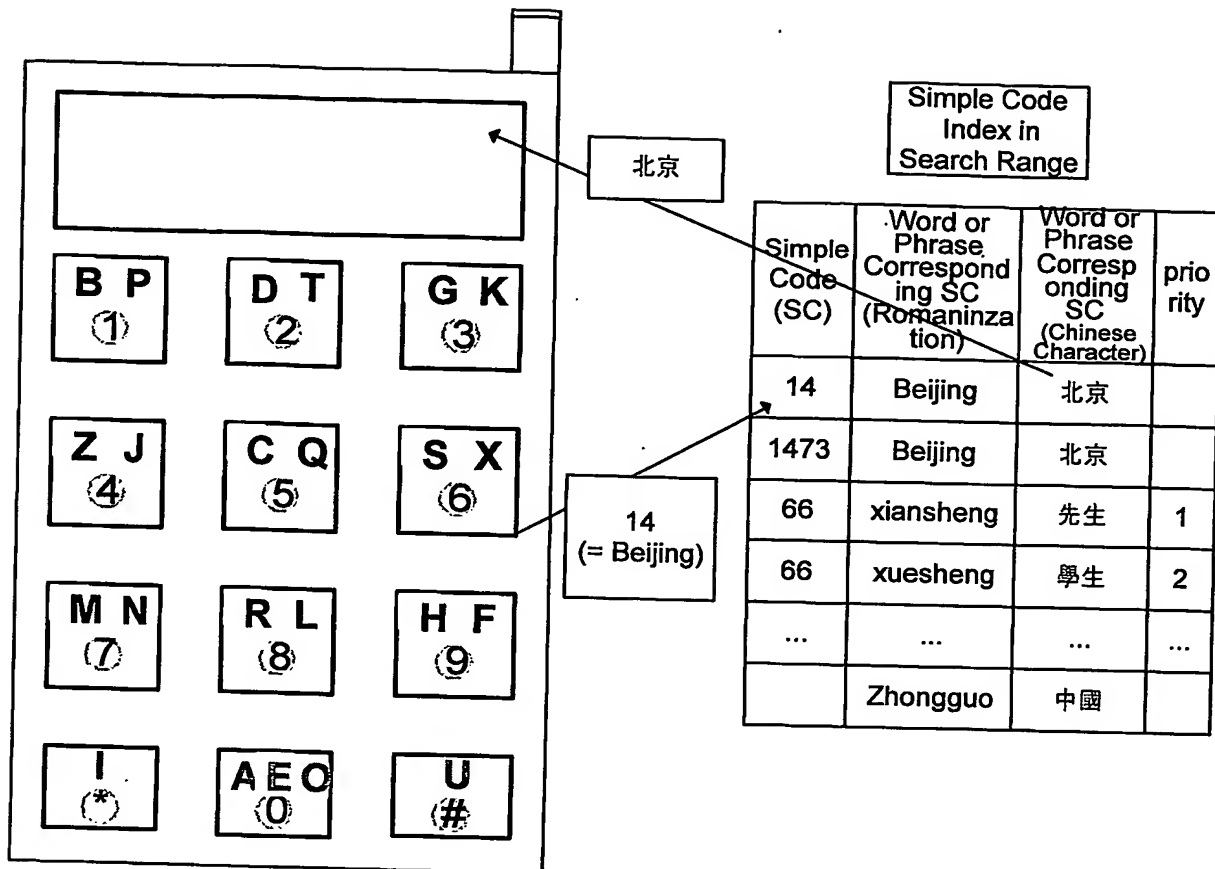 北京
B P
1
D T
2
G K
3
Z J
4
C Q
5
S X
6
M N
7
R L
8
H F
9
I
*
A E O
0
U
#
14
(= Beijing)
Simple Code
Index in
Search Range
Simple
Code
(SC)
Word or
Phrase
Correspond
ing SC
(Romaninza
tion)
Word or
Phrase
Corresp
onding
SC
(Chinese
Character)
prio
rity
14 Beijing 北京
1473 Beijing 北京
66 xiansheng 先生 1
66 xuesheng 學生 2
... ... ... ...
Zhongguo 中國